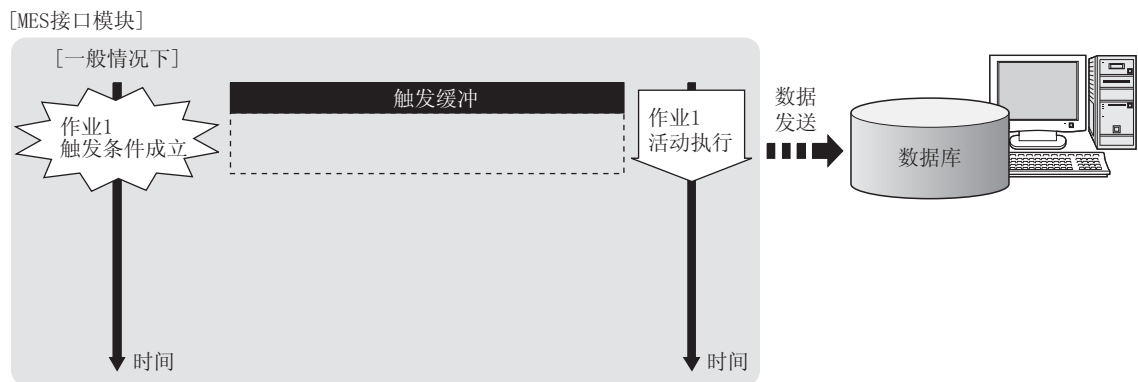 [MES接口模块]
[一般情况下]
触发缓冲
作业1
触发条件成立
作业1
活动执行
数据
发送
数据库
时间
时间